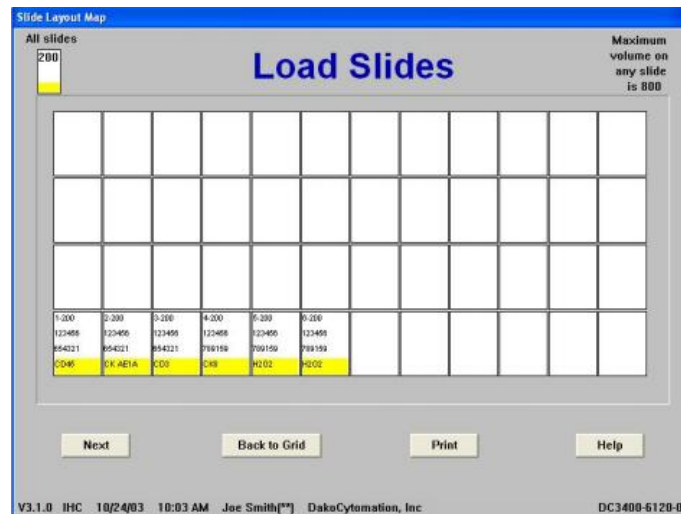 Slide Layout Map
All slides
200
Load Slides
Maximum
volume on
any slide
is 800
1-200 2-200 3-200 4-200 5-200 6-200
123456 123456 123456 123456 123456 123456
654321 654321 654321 789159 789159 789159
CD45 CK AE1A CD3 CK8 H2O2 H2O2
Next Back to Grid Print Help
V3.1.0 IHC 10/24/03 10:03 AM Joe Smith(**) DakoCytomation, Inc DC3400-6120-0